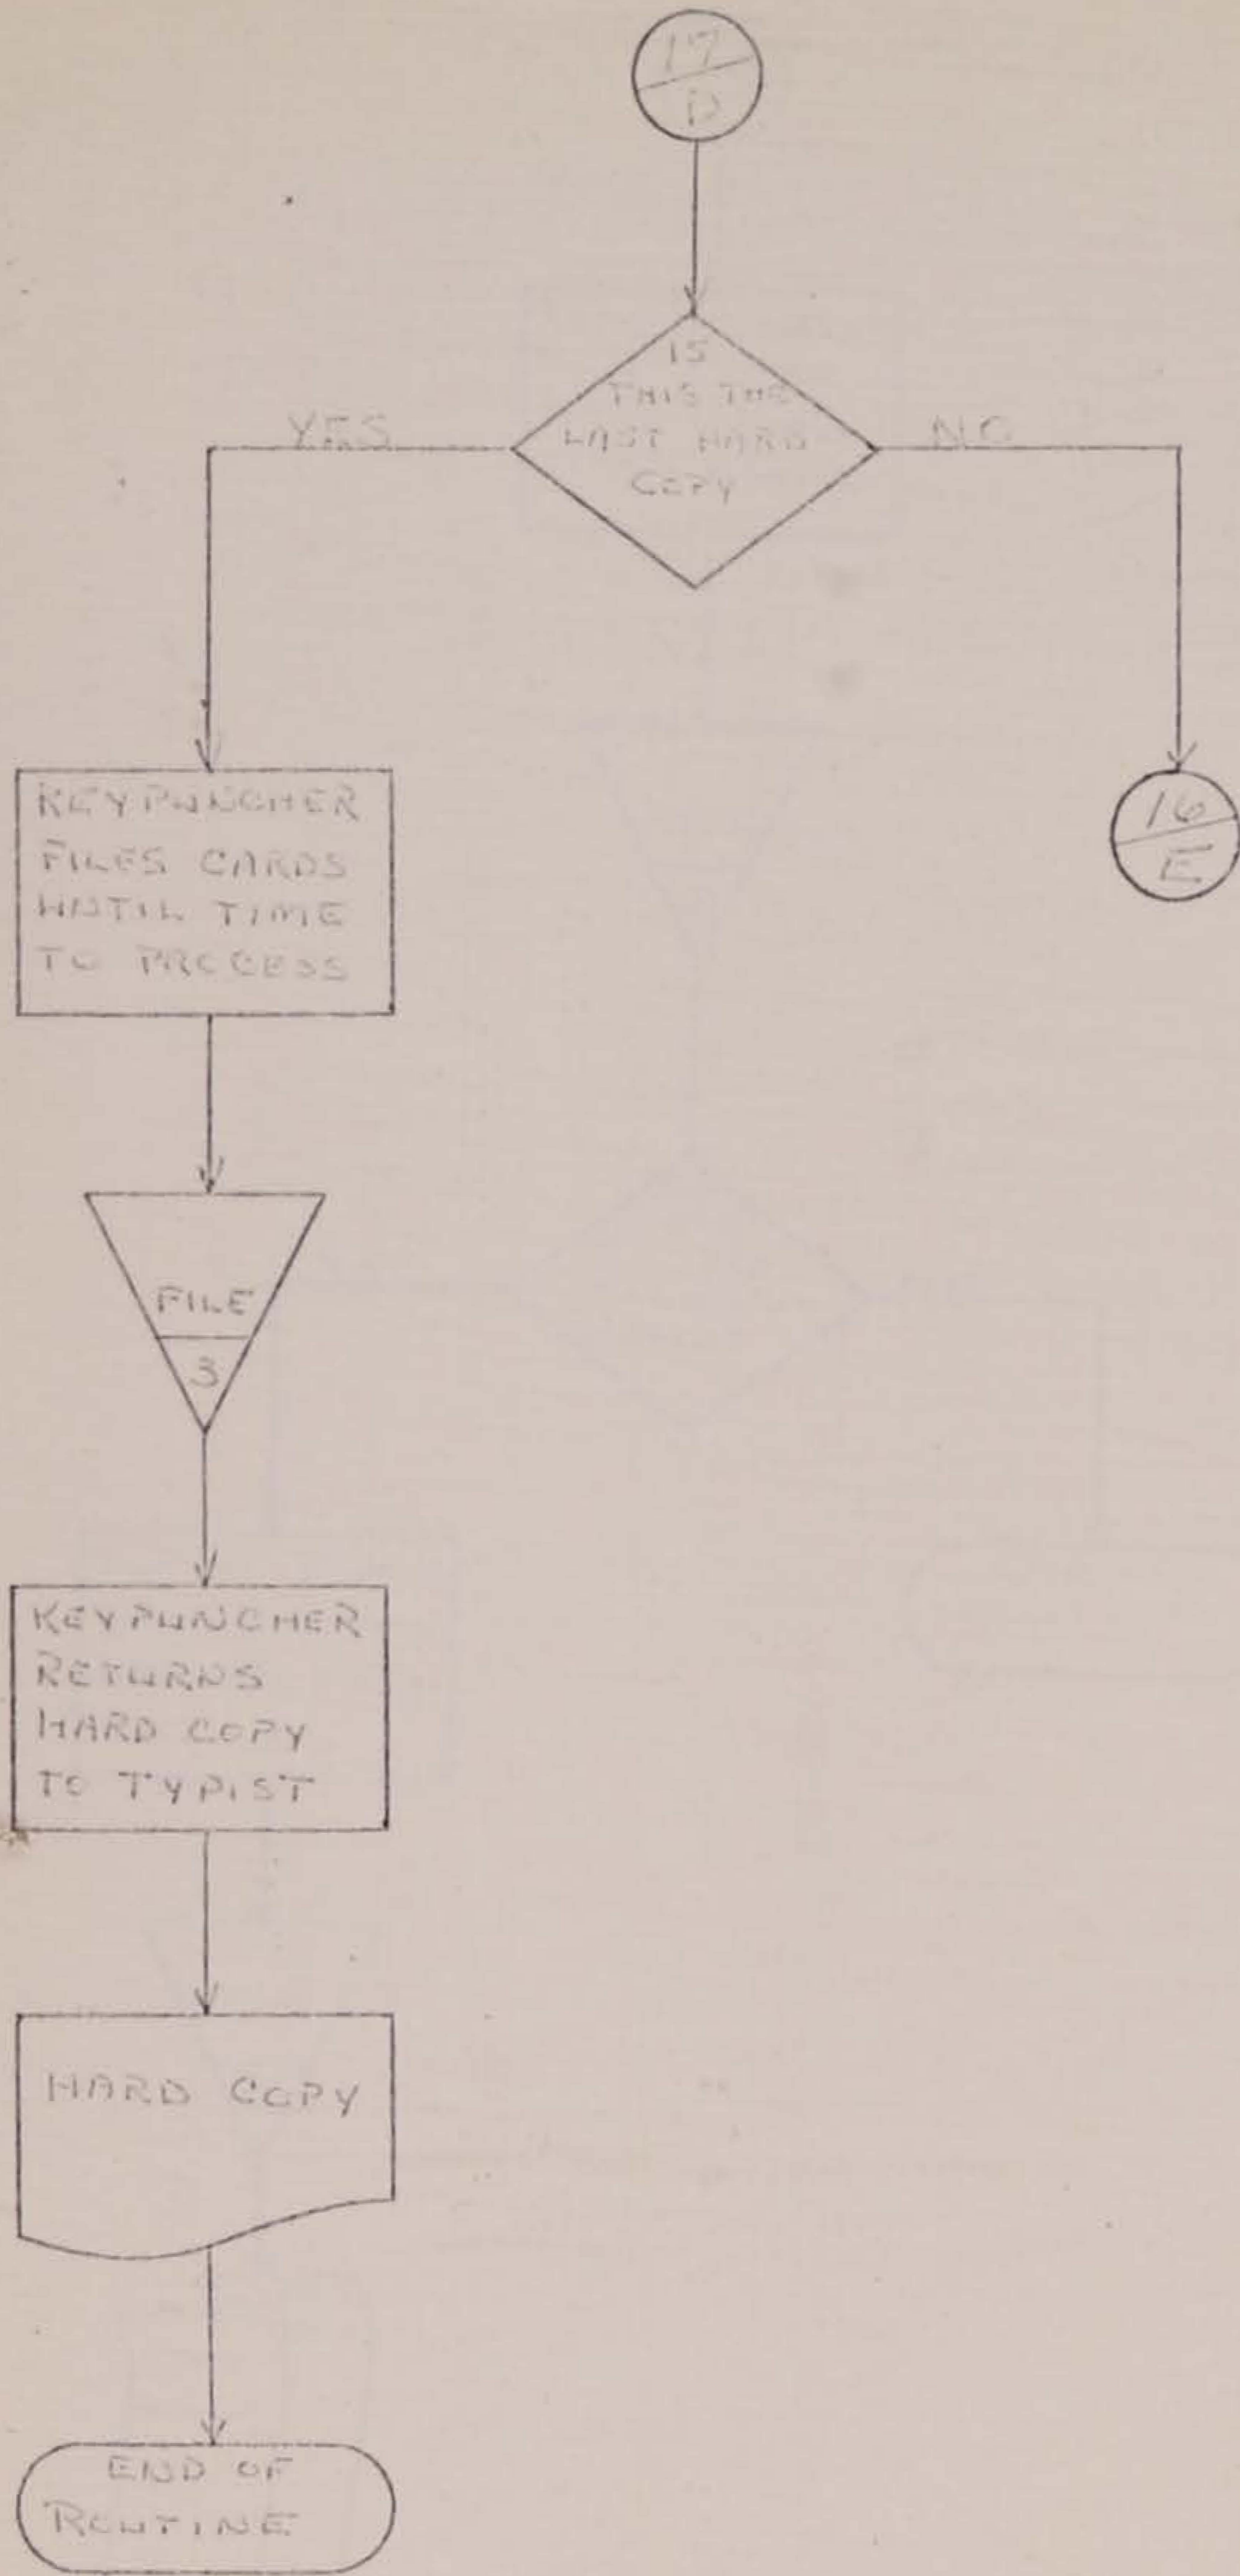 17
D
IS
THIS THE
LAST HARD
COPY
YES
NO
KEYPUNCHER
FILES CARDS
UNTIL TIME
TO PROCESS
16
E
FILE
3
KEYPUNCHER
RETURNS
HARD COPY
TO TYPIST
HARD COPY
END OF
ROUTINE